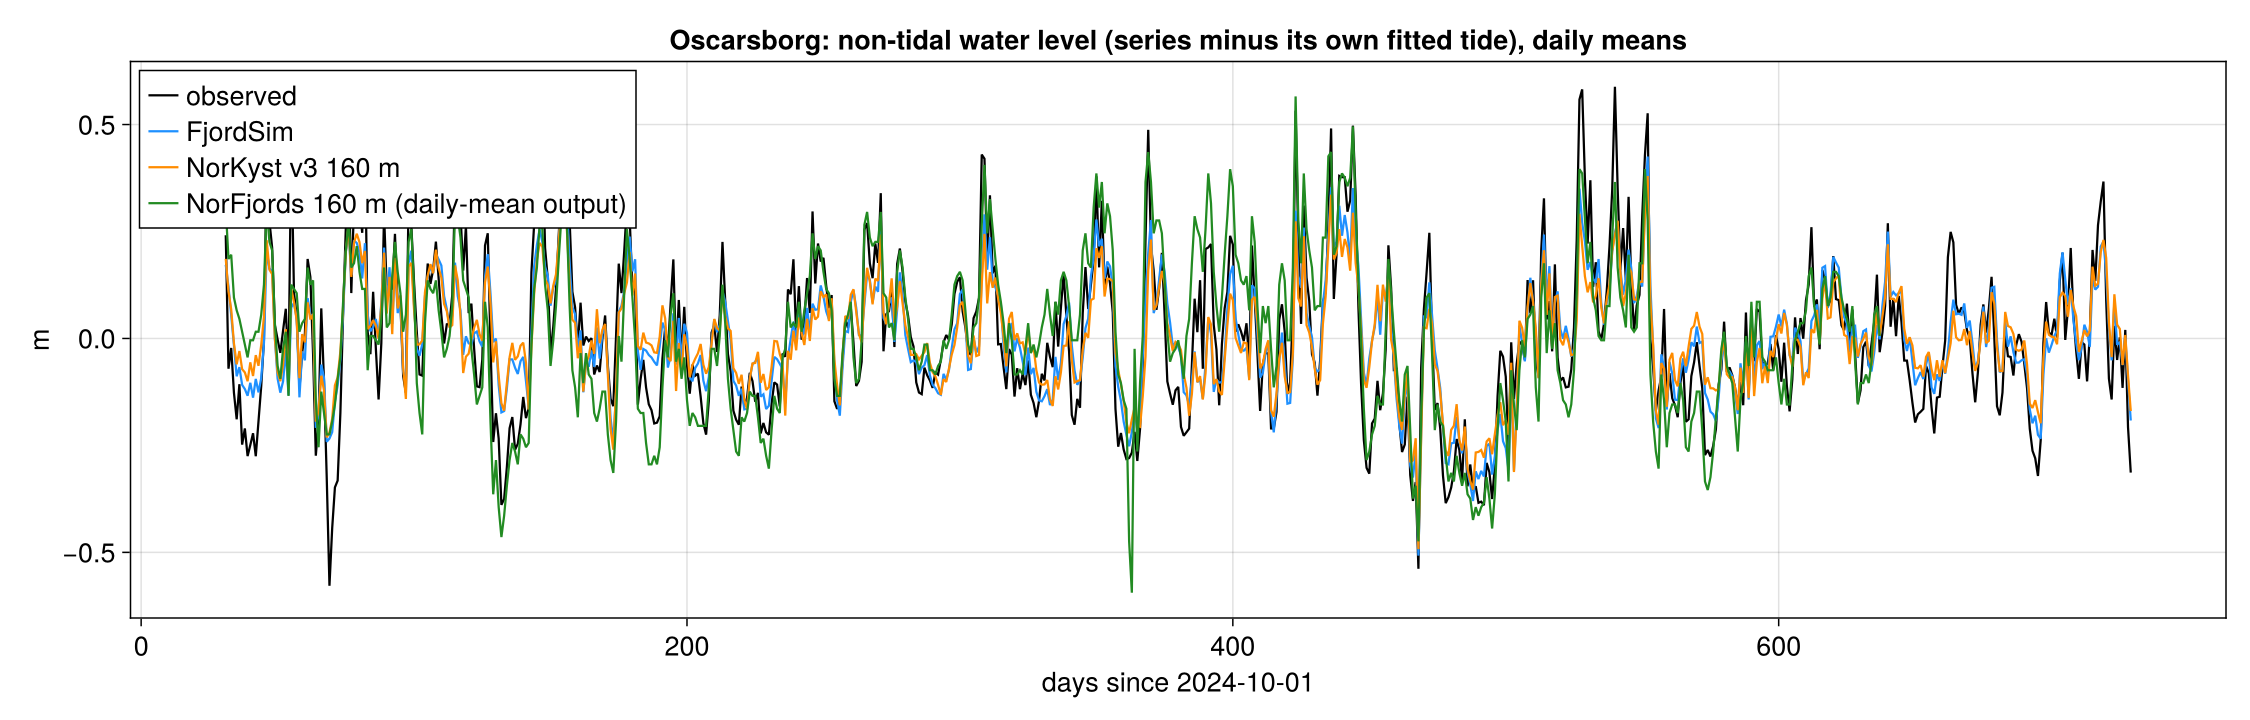 Oscarsborg: non-tidal water level (series minus its own fitted tide), daily means
observed
FjordSim
NorKyst v3 160 m
NorFjords 160 m (daily-mean output)
0.5
0.0
−0.5
m
0 200 400 600
days since 2024-10-01